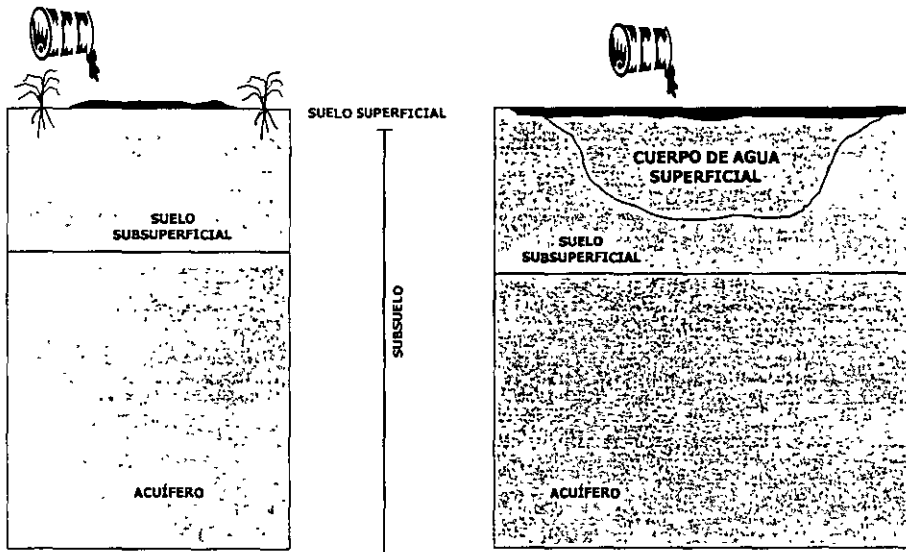 SUELO SUPERFICIAL
SUELO
SUBSUPERFICIAL
SUBSUELO
ACUÍFERO
CUERPO DE AGUA
SUPERFICIAL
SUELO
SUBSUPERFICIAL
ACUÍFERO